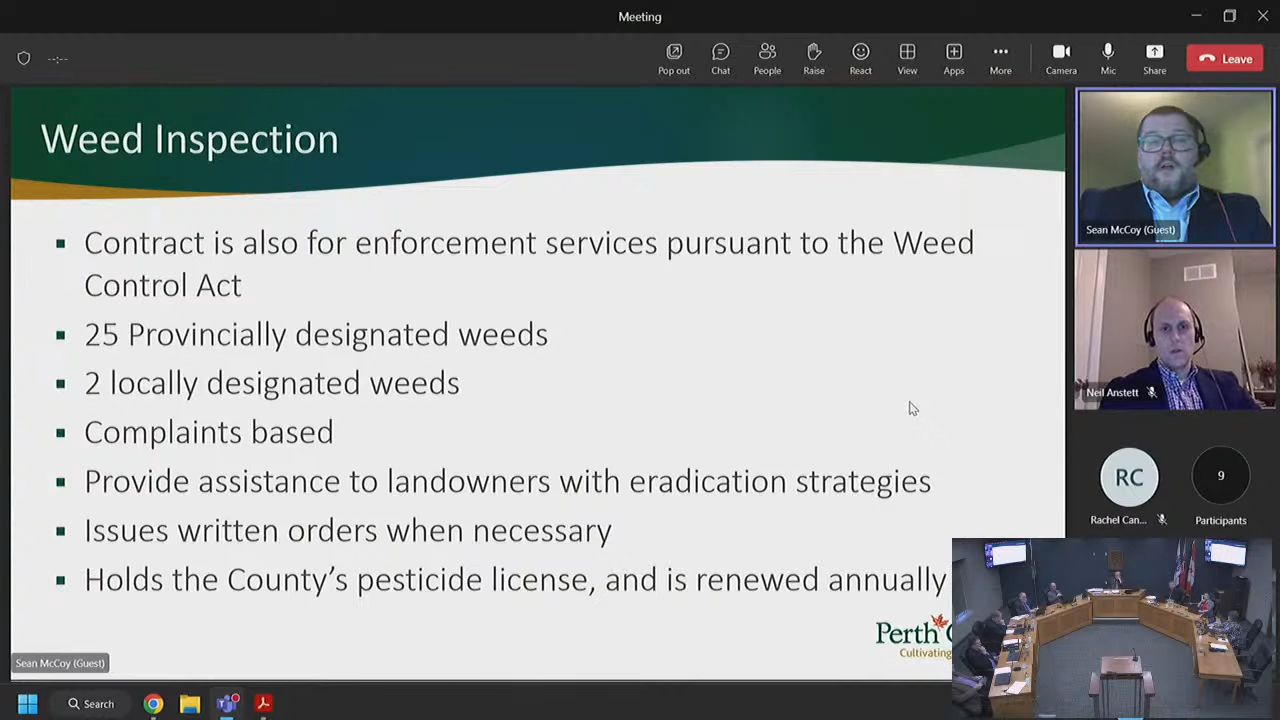 Meeting
--:--
Pop out
Chat
People
Raise
React
View
Apps
More
Camera
Mic
Share
Leave
Weed Inspection
Contract is also for enforcement services pursuant to the Weed
Control Act
25 Provincially designated weeds
2 locally designated weeds
Complaints based
Provide assistance to landowners with eradication strategies
Issues written orders when necessary
Holds the County's pesticide license, and is renewed annually
Perth C
Cultivating
Sean McCoy (Guest)
Sean McCoy (Guest)
Neil Anstett
RC
Rachel Can...
9
Participants
Search